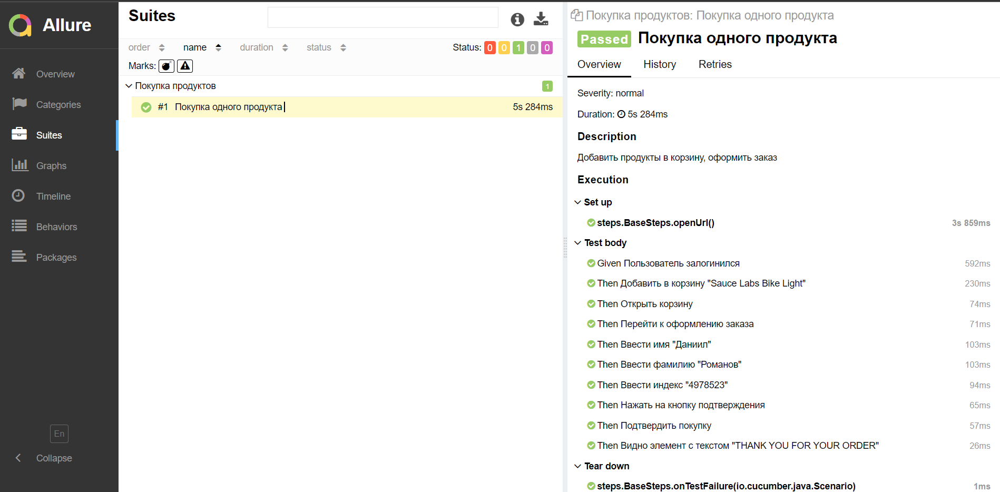 Allure
Overview
Categories
Suites
Graphs
Timeline
Behaviors
Packages
En
Collapse
Suites
order name duration status Status: 0 0 1 0 0
Marks:
Покупка продуктов 1
#1 Покупка одного продукта 5s 284ms
Покупка продуктов: Покупка одного продукта
Passed Покупка одного продукта
Overview History Retries
Severity: normal
Duration: 5s 284ms
Description
Добавить продукты в корзину, оформить заказ
Execution
Set up
steps.BaseSteps.openUrl() 3s 859ms
Test body
Given Пользователь залогинился 592ms
Then Добавить в корзину "Sauce Labs Bike Light" 230ms
Then Открыть корзину 74ms
Then Перейти к оформлению заказа 71ms
Then Ввести имя "Даниил" 103ms
Then Ввести фамилию "Романов" 103ms
Then Ввести индекс "4978523" 94ms
Then Нажать на кнопку подтверждения 65ms
Then Подтвердить покупку 57ms
Then Видно элемент с текстом "THANK YOU FOR YOUR ORDER" 26ms
Tear down
steps.BaseSteps.onTestFailure(io.cucumber.java.Scenario) 1ms